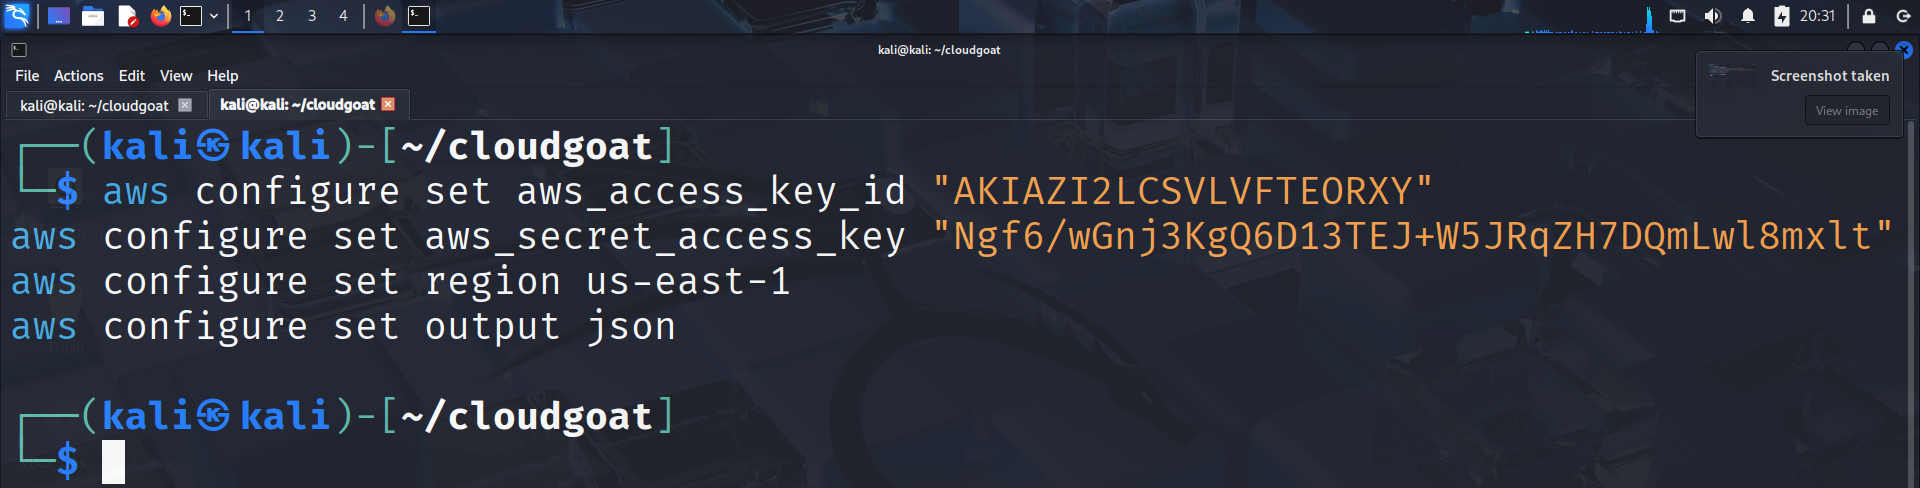 1 2 3 4 20:31
kali@kali: ~/cloudgoat
File Actions Edit View Help
Screenshot taken
View image
kali@kali: ~/cloudgoat kali@kali: ~/cloudgoat
(kali㉿kali)-[~/cloudgoat]
$ aws configure set aws_access_key_id "AKIAZI2LCSVLVFTEORXY"
aws configure set aws_secret_access_key "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"
aws configure set region us-east-1
aws configure set output json
Trash
(kali㉿kali)-[~/cloudgoat]
$